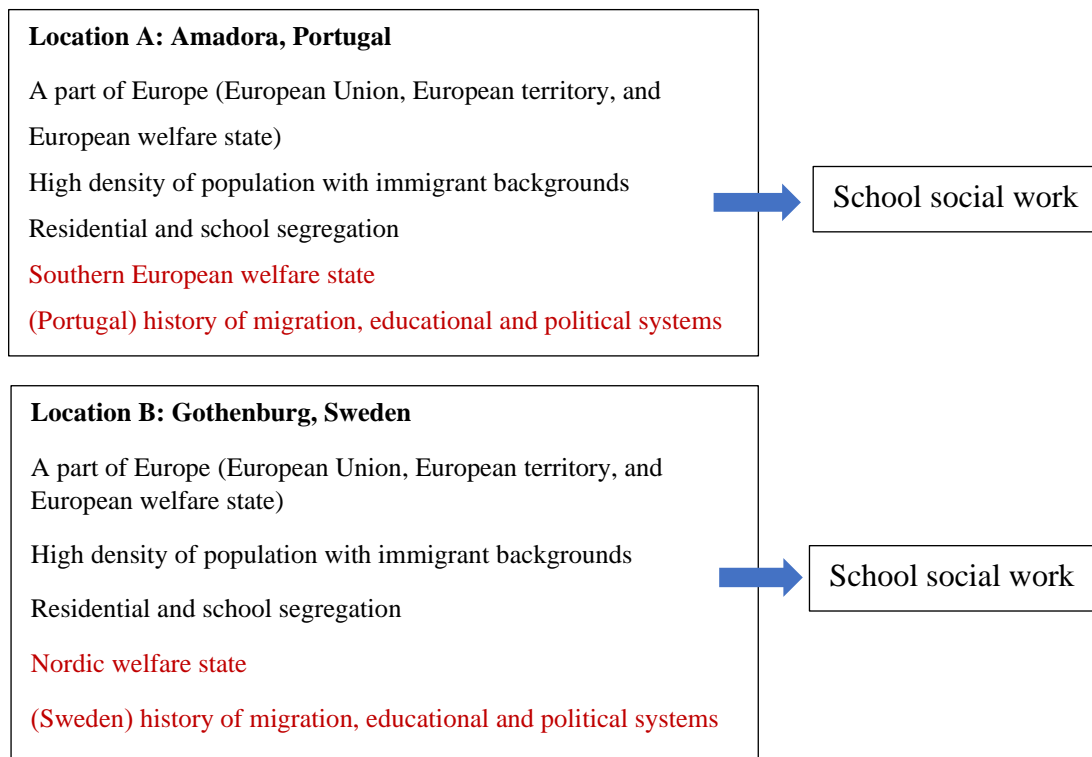 Location A: Amadora, Portugal
A part of Europe (European Union, European territory, and
European welfare state)
High density of population with immigrant backgrounds
Residential and school segregation
Southern European welfare state
(Portugal) history of migration, educational and political systems
School social work
Location B: Gothenburg, Sweden
A part of Europe (European Union, European territory, and
European welfare state)
High density of population with immigrant backgrounds
Residential and school segregation
Nordic welfare state
(Sweden) history of migration, educational and political systems
School social work